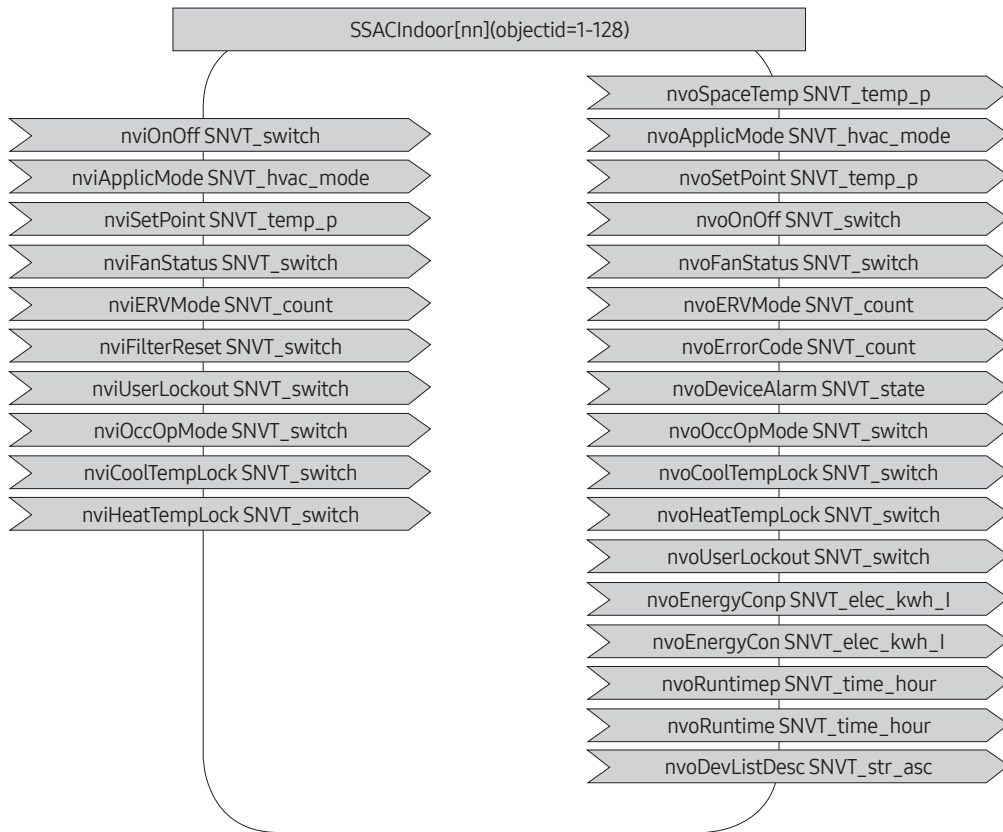 SSACIndoor[nn](objectid=1-128)
nviOnOff SNVT_switch
nviApplicMode SNVT_hvac_mode
nviSetPoint SNVT_temp_p
nviFanStatus SNVT_switch
nviERVMode SNVT_count
nviFilterReset SNVT_switch
nviUserLockout SNVT_switch
nviOccOpMode SNVT_switch
nviCoolTempLock SNVT_switch
nviHeatTempLock SNVT_switch
nvoSpaceTemp SNVT_temp_p
nvoApplicMode SNVT_hvac_mode
nvoSetPoint SNVT_temp_p
nvoOnOff SNVT_switch
nvoFanStatus SNVT_switch
nvoERVMode SNVT_count
nvoErrorCode SNVT_count
nvoDeviceAlarm SNVT_state
nvoOccOpMode SNVT_switch
nvoCoolTempLock SNVT_switch
nvoHeatTempLock SNVT_switch
nvoUserLockout SNVT_switch
nvoEnergyConp SNVT_elec_kwh_I
nvoEnergyCon SNVT_elec_kwh_I
nvoRuntimep SNVT_time_hour
nvoRuntime SNVT_time_hour
nvoDevListDesc SNVT_str_asc